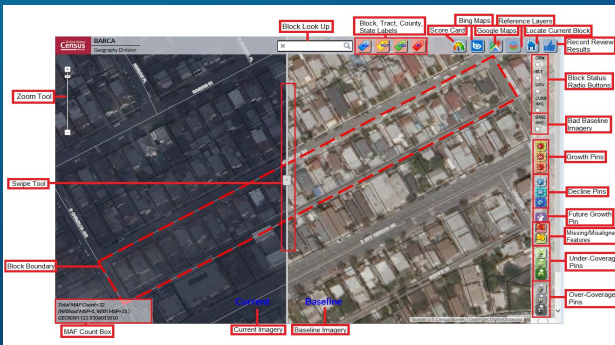 Block Look Up
Block, Tract, County,
State Labels
Score Card
Bing Maps
Google Maps
Reference Layers
Locate Current Block
United States
Census
Bureau
BARCA
Geography Division
Record Review
Results
Zoom Tool
Block Status
Radio Buttons
Bad Baseline
Imagery
Growth Pins
Swipe Tool
Decline Pins
Future Growth
Pin
Missing/Misaligned
Features
Block Boundary
Under-Coverage
Pins
Over-Coverage
Pins
Total MAF Count=32
Current
Baseline
MAF Count Box
Current Imagery
Baseline Imagery